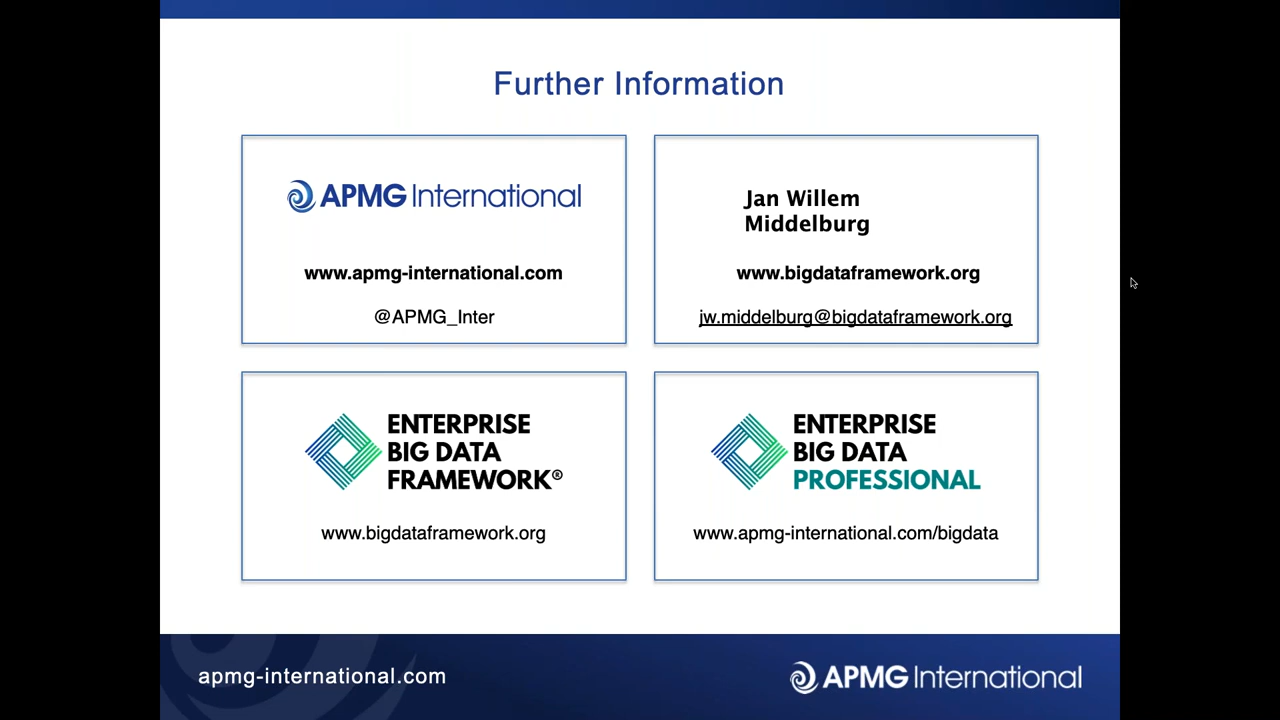 Further Information
APMG International
www.apmg-international.com
@APMG_Inter
Jan Willem
Middelburg
www.bigdataframework.org
jw.middelburg@bigdataframework.org
ENTERPRISE
BIG DATA
FRAMEWORK®
www.bigdataframework.org
ENTERPRISE
BIG DATA
PROFESSIONAL
www.apmg-international.com/bigdata
apmg-international.com
APMG International